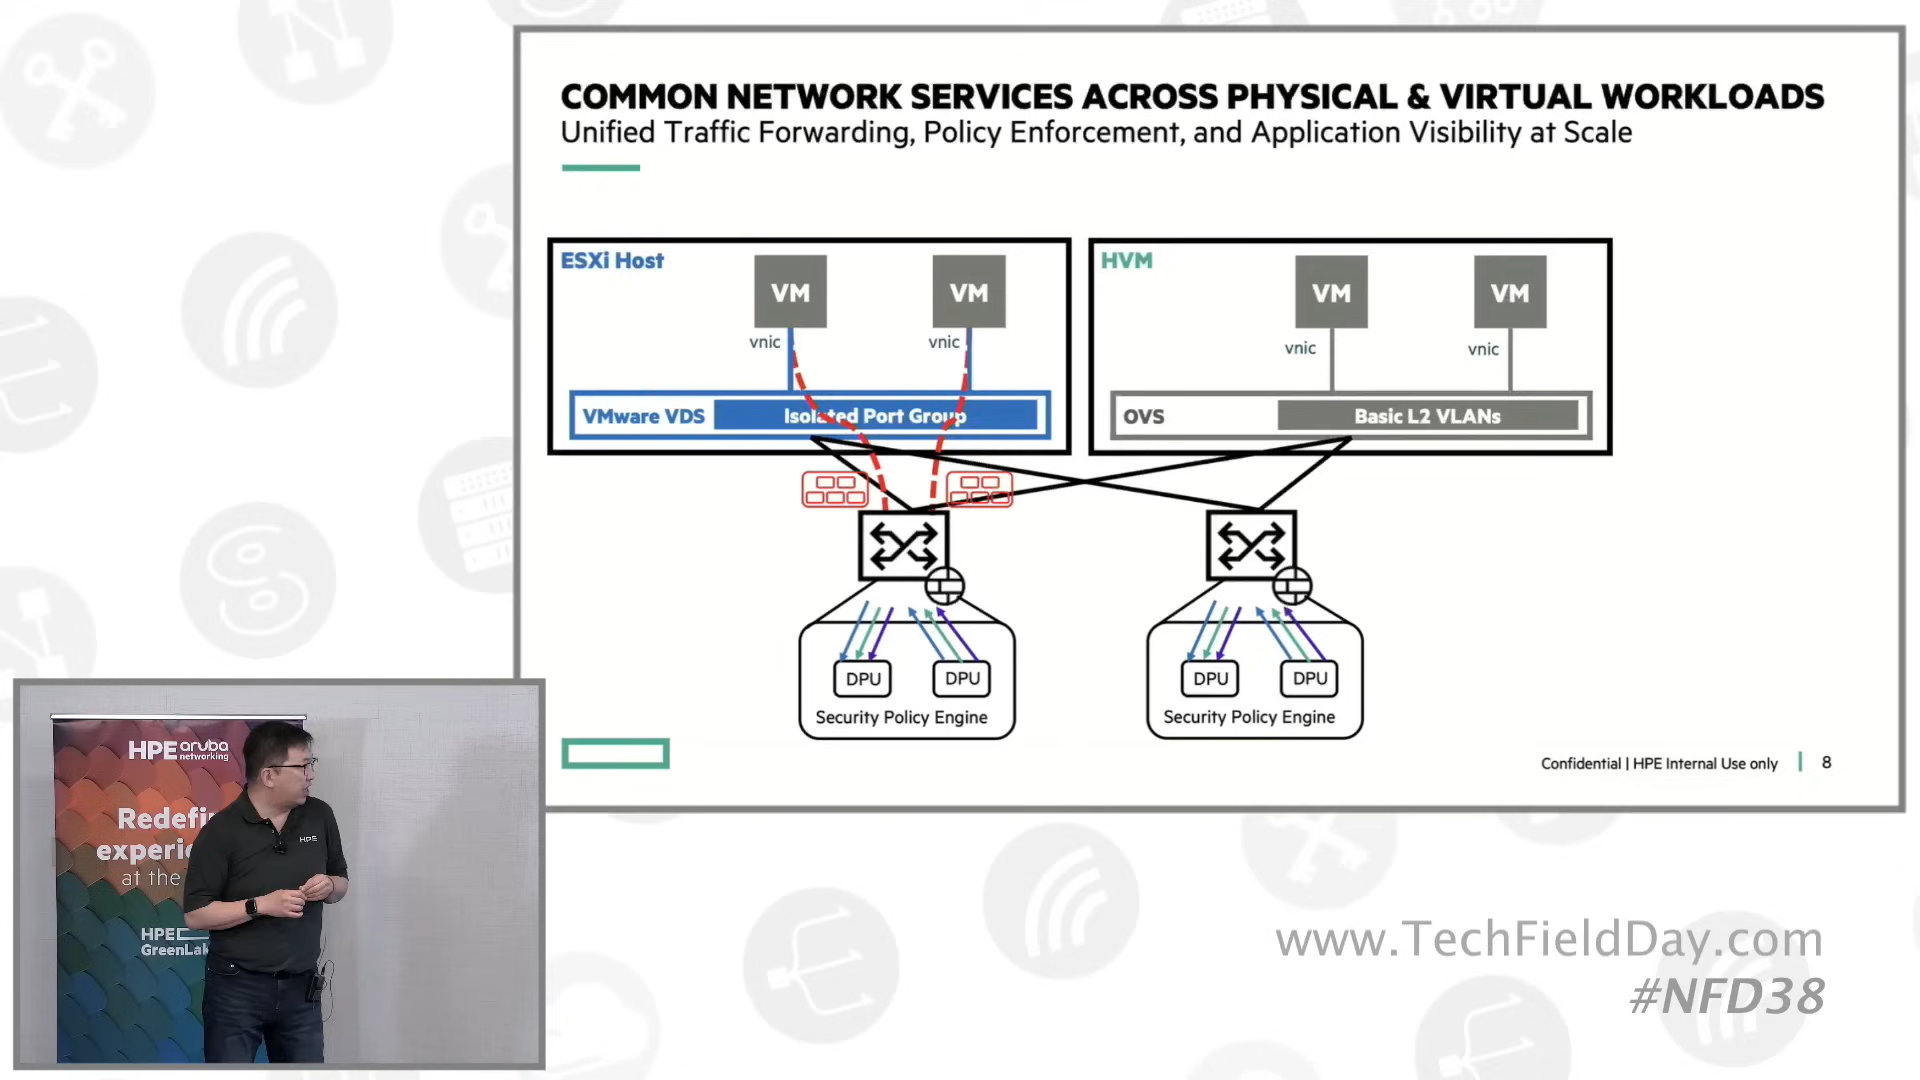 COMMON NETWORK SERVICES ACROSS PHYSICAL & VIRTUAL WORKLOADS
Unified Traffic Forwarding, Policy Enforcement, and Application Visibility at Scale
ESXi Host
VM
VM
vnic
vnic
VMware VDS
Isolated Port Group
HVM
VM
VM
vnic
vnic
OVS
Basic L2 VLANs
DPU
DPU
Security Policy Engine
DPU
DPU
Security Policy Engine
Confidential | HPE Internal Use only
8
HPE aruba
networking
at the
HPE
HPE
www.TechFieldDay.com
#NFD38